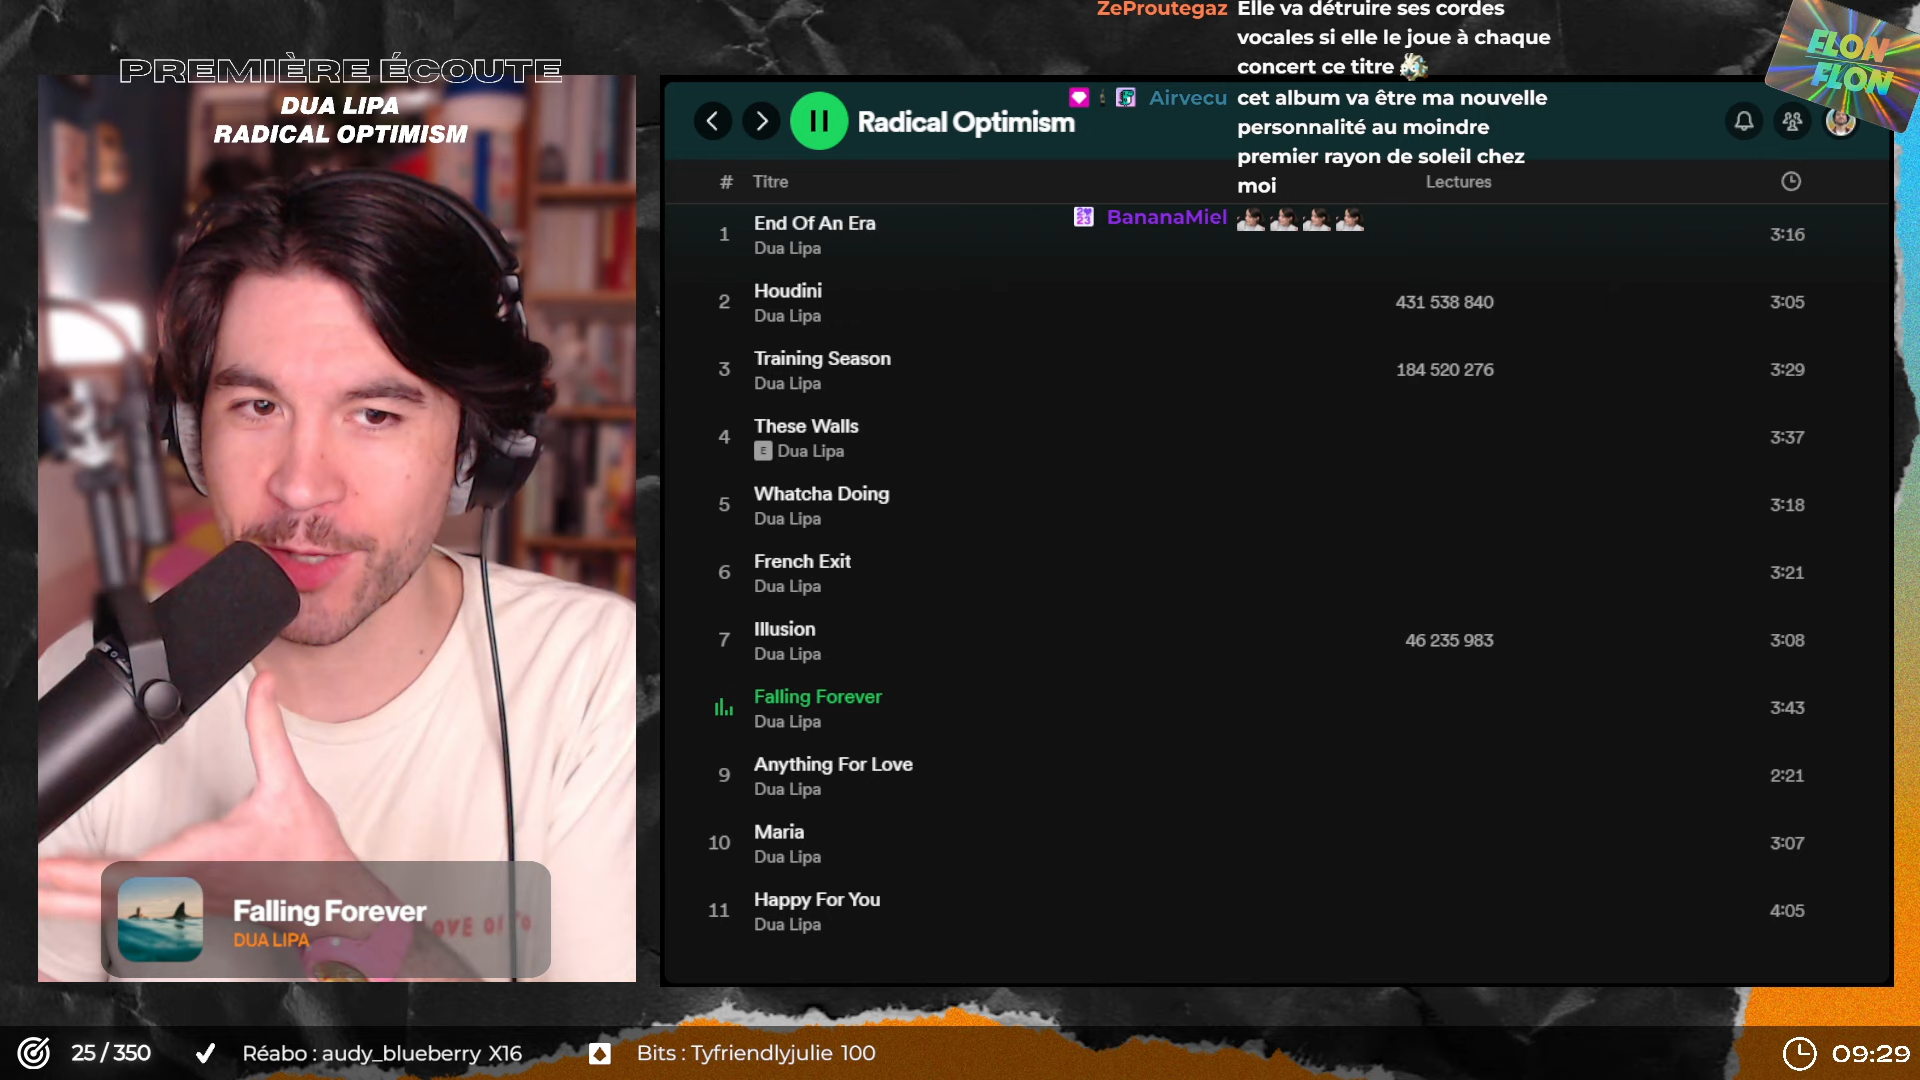 PREMIÈRE ÉCOUTE
DUA LIPA
RADICAL OPTIMISM
ZeProutegaz Elle va détruire ses cordes
vocales si elle le joue à chaque
concert ce titre
Airvecu cet album va être ma nouvelle
personnalité au moindre
premier rayon de soleil chez
moi
BananaMiel
FLON
FLON
Radical Optimism
# Titre Lectures
1 End Of An Era 3:16
Dua Lipa
2 Houdini 431 538 840 3:05
Dua Lipa
3 Training Season 184 520 276 3:29
Dua Lipa
4 These Walls 3:37
E Dua Lipa
5 Whatcha Doing 3:18
Dua Lipa
6 French Exit 3:21
Dua Lipa
7 Illusion 46 235 983 3:08
Dua Lipa
Falling Forever 3:43
Dua Lipa
9 Anything For Love 2:21
Dua Lipa
10 Maria 3:07
Dua Lipa
11 Happy For You 4:05
Dua Lipa
Falling Forever
DUA LIPA
25 / 350 Réabo : audy_blueberry X16 Bits : Tyfriendlyjulie 100 09:29